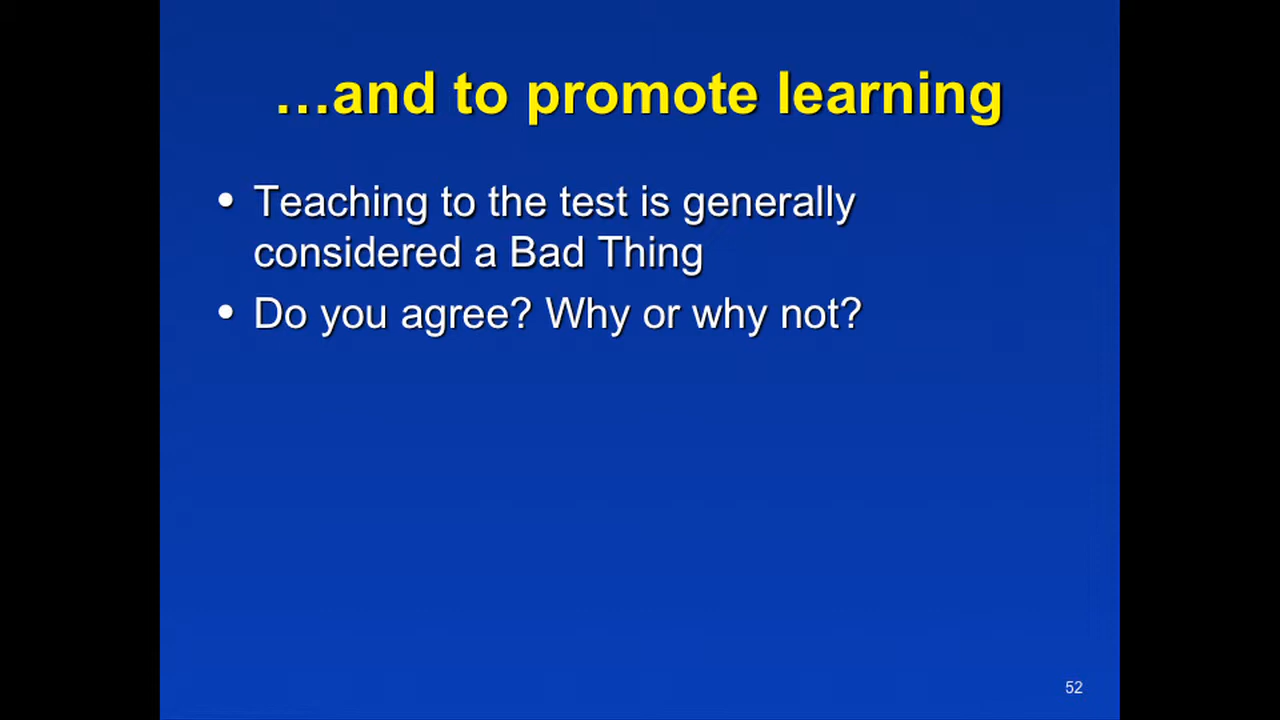 …and to promote learning
• Teaching to the test is generally
considered a Bad Thing
• Do you agree? Why or why not?
52